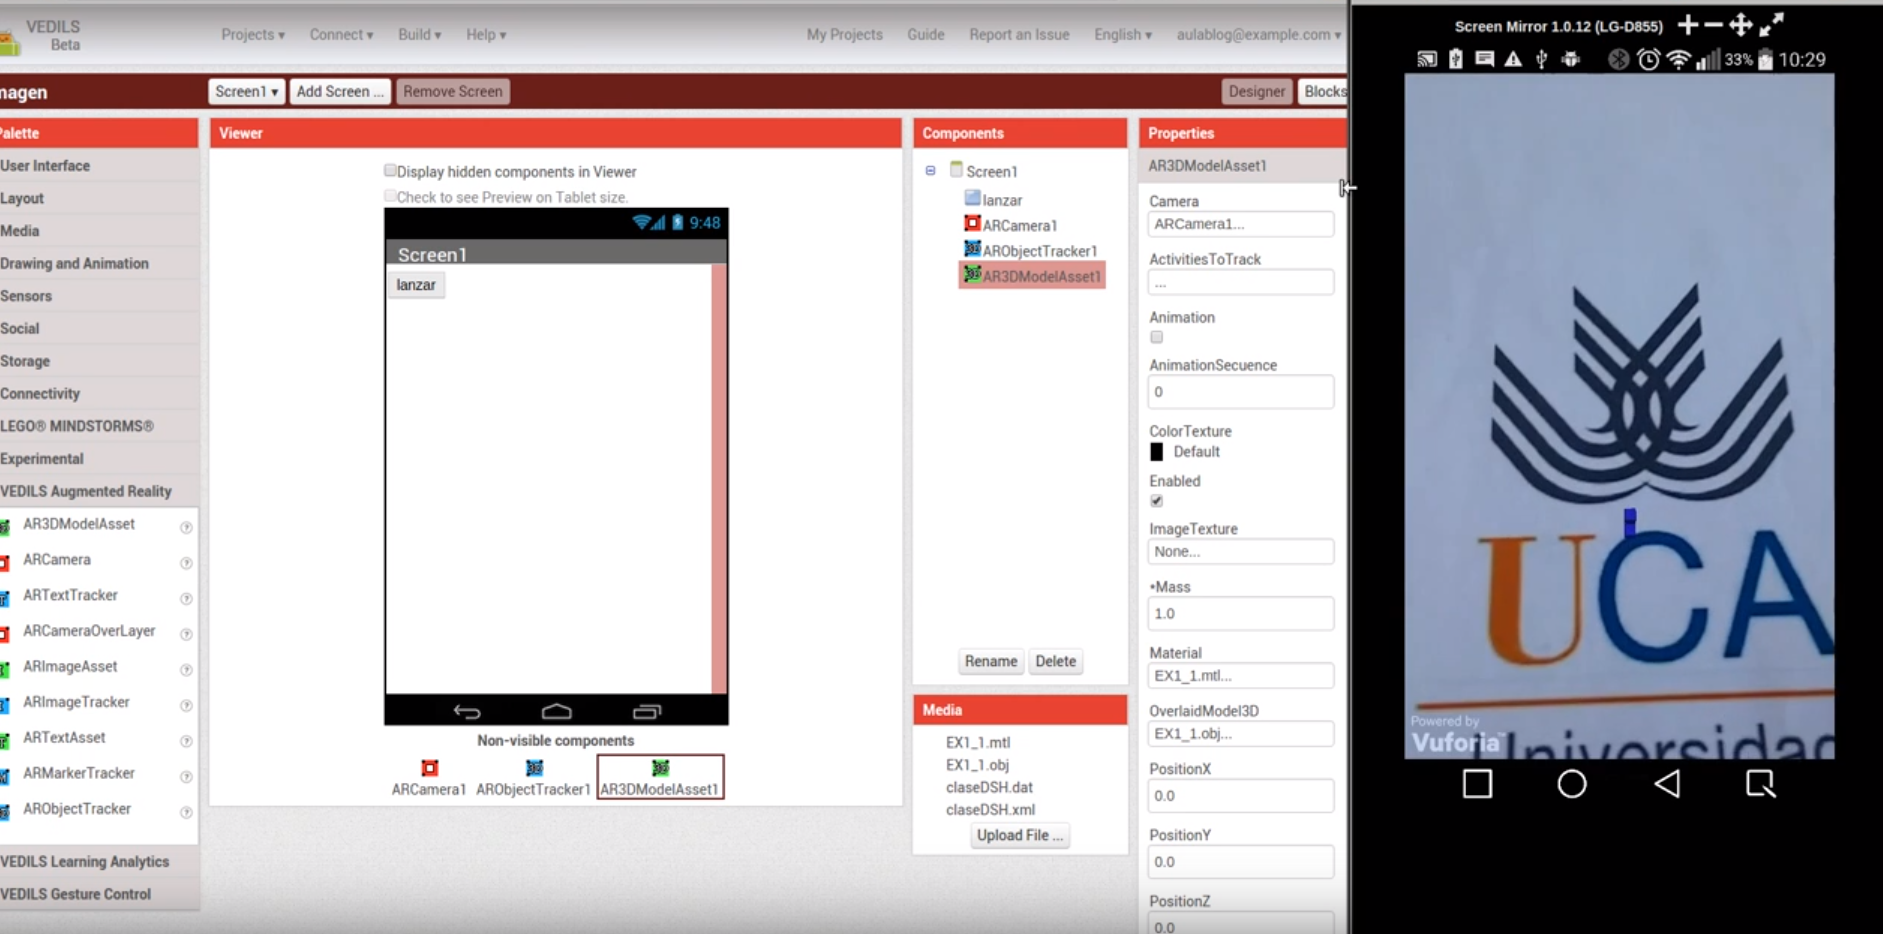 VEDILS
Beta
Projects ▾
Connect ▾
Build ▾
Help ▾
My Projects
Guide
Report an Issue
English ▾
aulablog@example.com ▾
magen
Screen1 ▾
Add Screen ...
Remove Screen
Designer
Blocks
Palette
User Interface
Layout
Media
Drawing and Animation
Sensors
Social
Storage
Connectivity
LEGO® MINDSTORMS®
Experimental
VEDILS Augmented Reality
AR3DModelAsset
ARCamera
ARTextTracker
ARCameraOverLayer
ARImageAsset
ARImageTracker
ARTextAsset
ARMarkerTracker
ARObjectTracker
VEDILS Learning Analytics
VEDILS Gesture Control
Viewer
Display hidden components in Viewer
Check to see Preview on Tablet size.
9:48
Screen1
lanzar
Non-visible components
ARCamera1
ARObjectTracker1
AR3DModelAsset1
Components
Screen1
lanzar
ARCamera1
ARObjectTracker1
AR3DModelAsset1
Rename
Delete
Media
EX1_1.mtl
EX1_1.obj
claseDSH.dat
claseDSH.xml
Upload File ...
Properties
AR3DModelAsset1
Camera
ARCamera1...
ActivitiesToTrack
...
Animation
AnimationSecuence
0
ColorTexture
Default
Enabled
ImageTexture
None...
*Mass
1.0
Material
EX1_1.mtl...
OverlaidModel3D
EX1_1.obj...
PositionX
0.0
PositionY
0.0
PositionZ
0.0
Screen Mirror 1.0.12 (LG-D855)
33%
10:29
UCA
Powered by
Vuforia™
Universidad